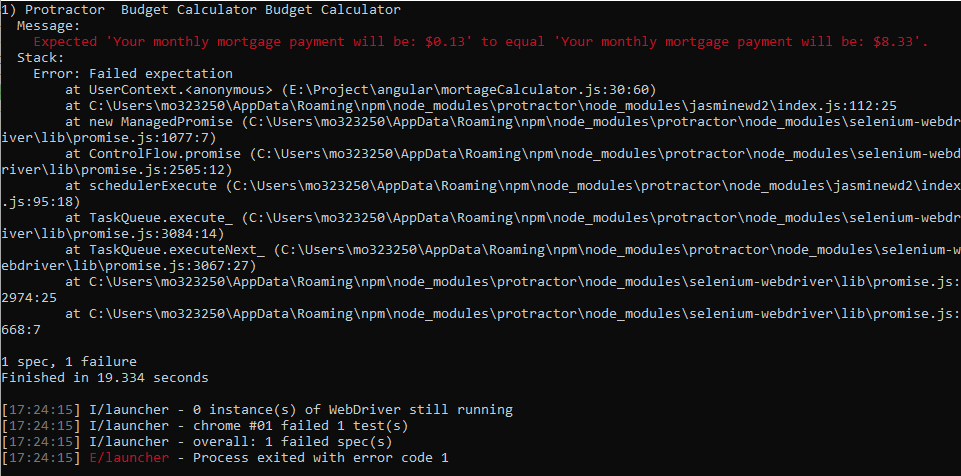 1) Protractor  Budget Calculator Budget Calculator
  Message:
    Expected 'Your monthly mortgage payment will be: $0.13' to equal 'Your monthly mortgage payment will be: $8.33'.
  Stack:
    Error: Failed expectation
        at UserContext.<anonymous> (E:\Project\angular\mortageCalculator.js:30:60)
        at C:\Users\mo323250\AppData\Roaming\npm\node_modules\protractor\node_modules\jasminewd2\index.js:112:25
        at new ManagedPromise (C:\Users\mo323250\AppData\Roaming\npm\node_modules\protractor\node_modules\selenium-webdr
iver\lib\promise.js:1077:7)
        at ControlFlow.promise (C:\Users\mo323250\AppData\Roaming\npm\node_modules\protractor\node_modules\selenium-webd
river\lib\promise.js:2505:12)
        at schedulerExecute (C:\Users\mo323250\AppData\Roaming\npm\node_modules\protractor\node_modules\jasminewd2\index
.js:95:18)
        at TaskQueue.execute_ (C:\Users\mo323250\AppData\Roaming\npm\node_modules\protractor\node_modules\selenium-webdr
iver\lib\promise.js:3084:14)
        at TaskQueue.executeNext_ (C:\Users\mo323250\AppData\Roaming\npm\node_modules\protractor\node_modules\selenium-w
ebdriver\lib\promise.js:3067:27)
        at C:\Users\mo323250\AppData\Roaming\npm\node_modules\protractor\node_modules\selenium-webdriver\lib\promise.js:
2974:25
        at C:\Users\mo323250\AppData\Roaming\npm\node_modules\protractor\node_modules\selenium-webdriver\lib\promise.js:
668:7
1 spec, 1 failure
Finished in 19.334 seconds
[17:24:15] I/launcher - 0 instance(s) of WebDriver still running
[17:24:15] I/launcher - chrome #01 failed 1 test(s)
[17:24:15] I/launcher - overall: 1 failed spec(s)
[17:24:15] E/launcher - Process exited with error code 1